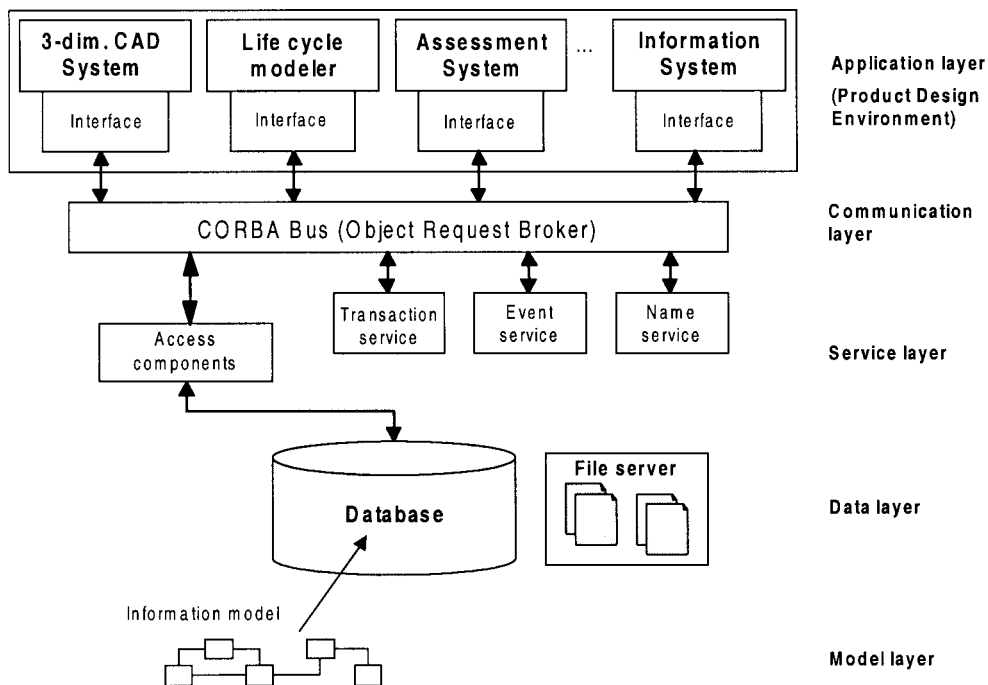 3-dim. CAD
System
Life cycle
modeler
Assessment
System
...
Information
System
Interface
Interface
Interface
Interface
Application layer
(Product Design
Environment)
CORBA Bus (Object Request Broker)
Communication
layer
Transaction
service
Event
service
Name
service
Access
components
Service layer
File server
Database
Data layer
Information model
Model layer